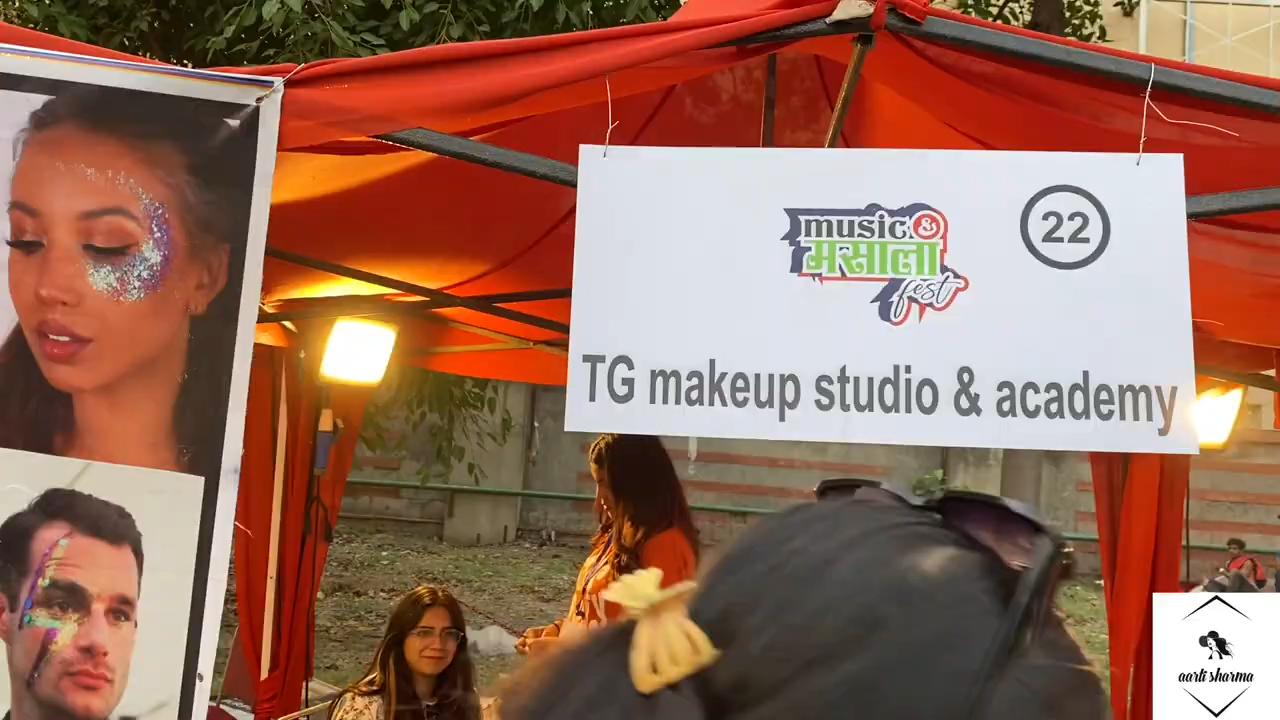 music &
मसाला
fest
22
TG makeup studio & academy
aarti sharma